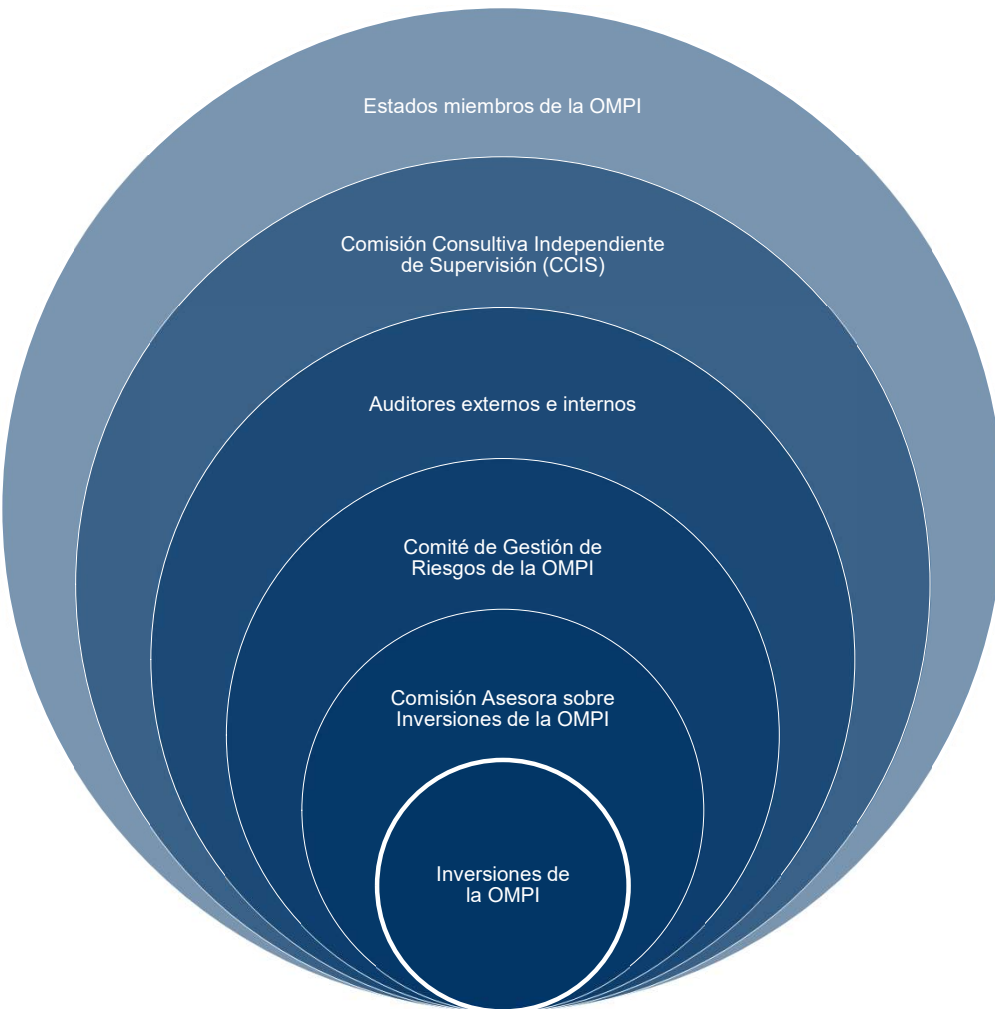 Estados miembros de la OMPI
Comisión Consultiva Independiente
de Supervisión (CCIS)
Auditores externos e internos
Comité de Gestión de
Riesgos de la OMPI
Comisión Asesora sobre
Inversiones de la OMPI
Inversiones de
la OMPI